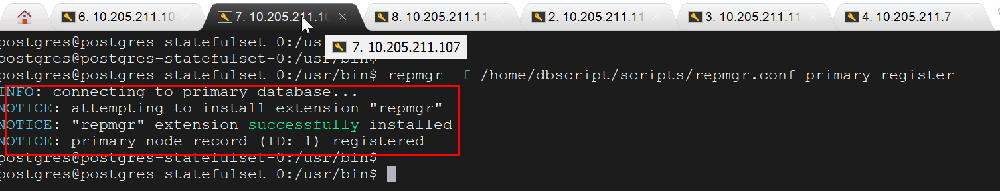 6. 10.205.211.10
7. 10.205.211.10
8. 10.205.211.11
2. 10.205.211.11
3. 10.205.211.11
4. 10.205.211.7
postgres@postgres-statefulset-0:/usr/
7. 10.205.211.107
postgres@postgres-statefulset-0:/usr/bin$
postgres@postgres-statefulset-0:/usr/bin$ repmgr -f /home/dbscript/scripts/repmgr.conf primary register
INFO: connecting to primary database...
NOTICE: attempting to install extension "repmgr"
NOTICE: "repmgr" extension successfully installed
NOTICE: primary node record (ID: 1) registered
postgres@postgres-statefulset-0:/usr/bin$
postgres@postgres-statefulset-0:/usr/bin$